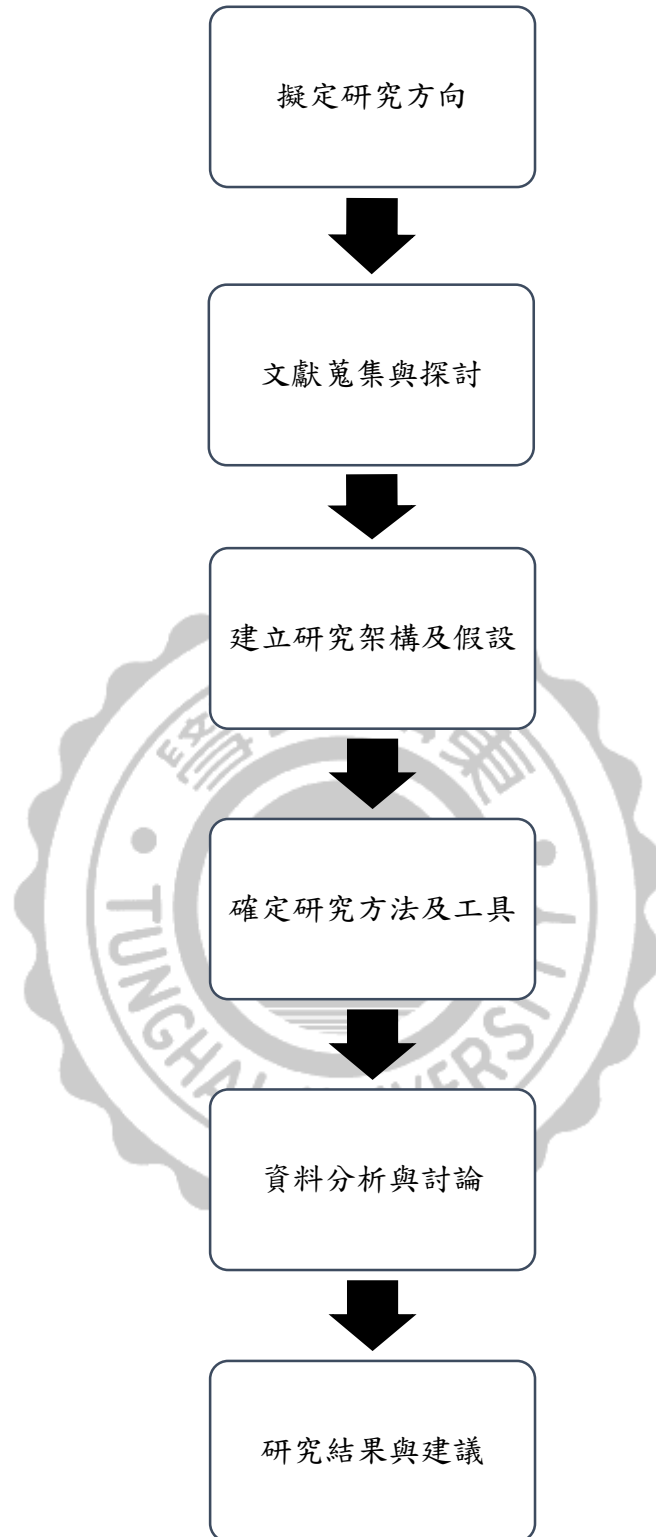 擬定研究方向
文獻蒐集與探討
建立研究架構及假設
確定研究方法及工具
資料分析與討論
研究結果與建議